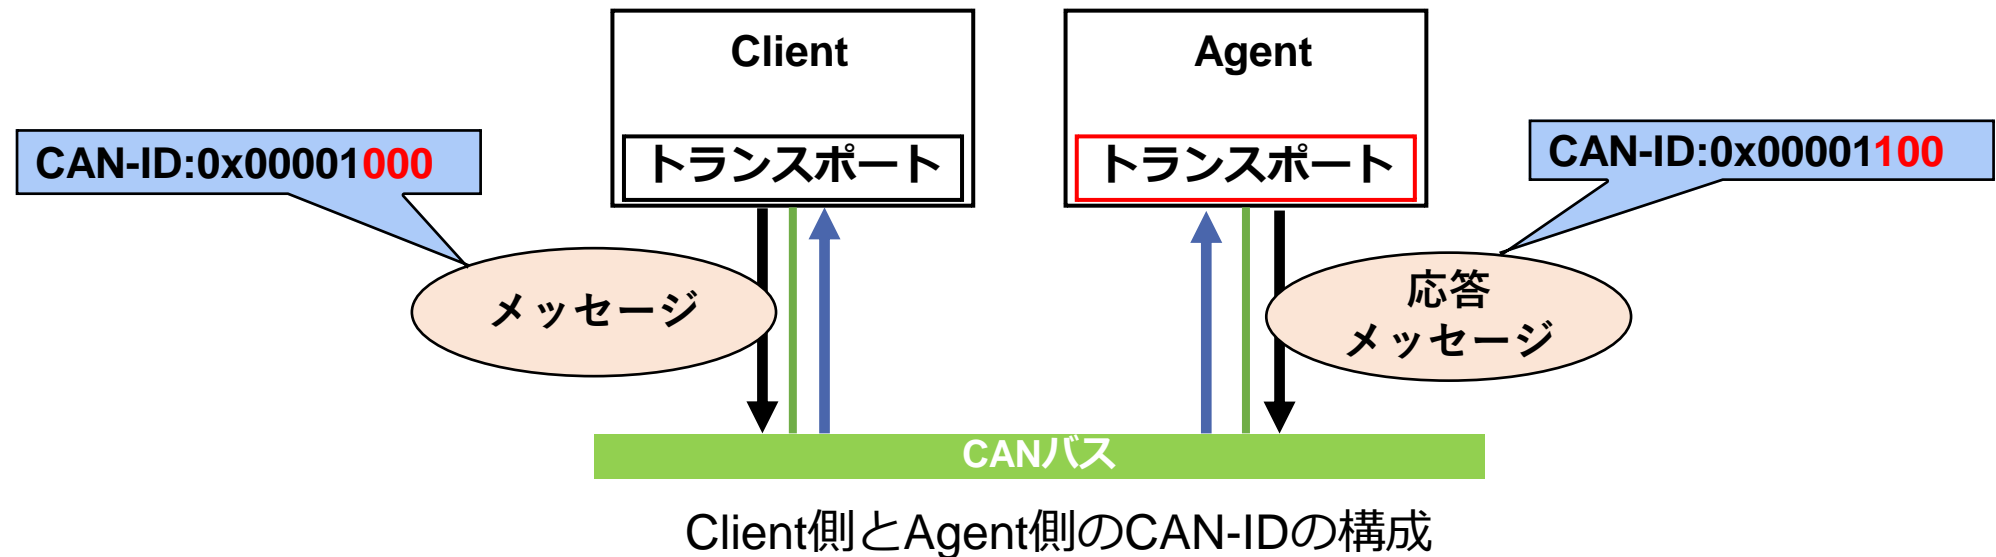 Client
Agent
CAN-ID:0x00001000
トランスポート
トランスポート
CAN-ID:0x00001100
メッセージ
応答
メッセージ
CANバス
Client側とAgent側のCAN-IDの構成